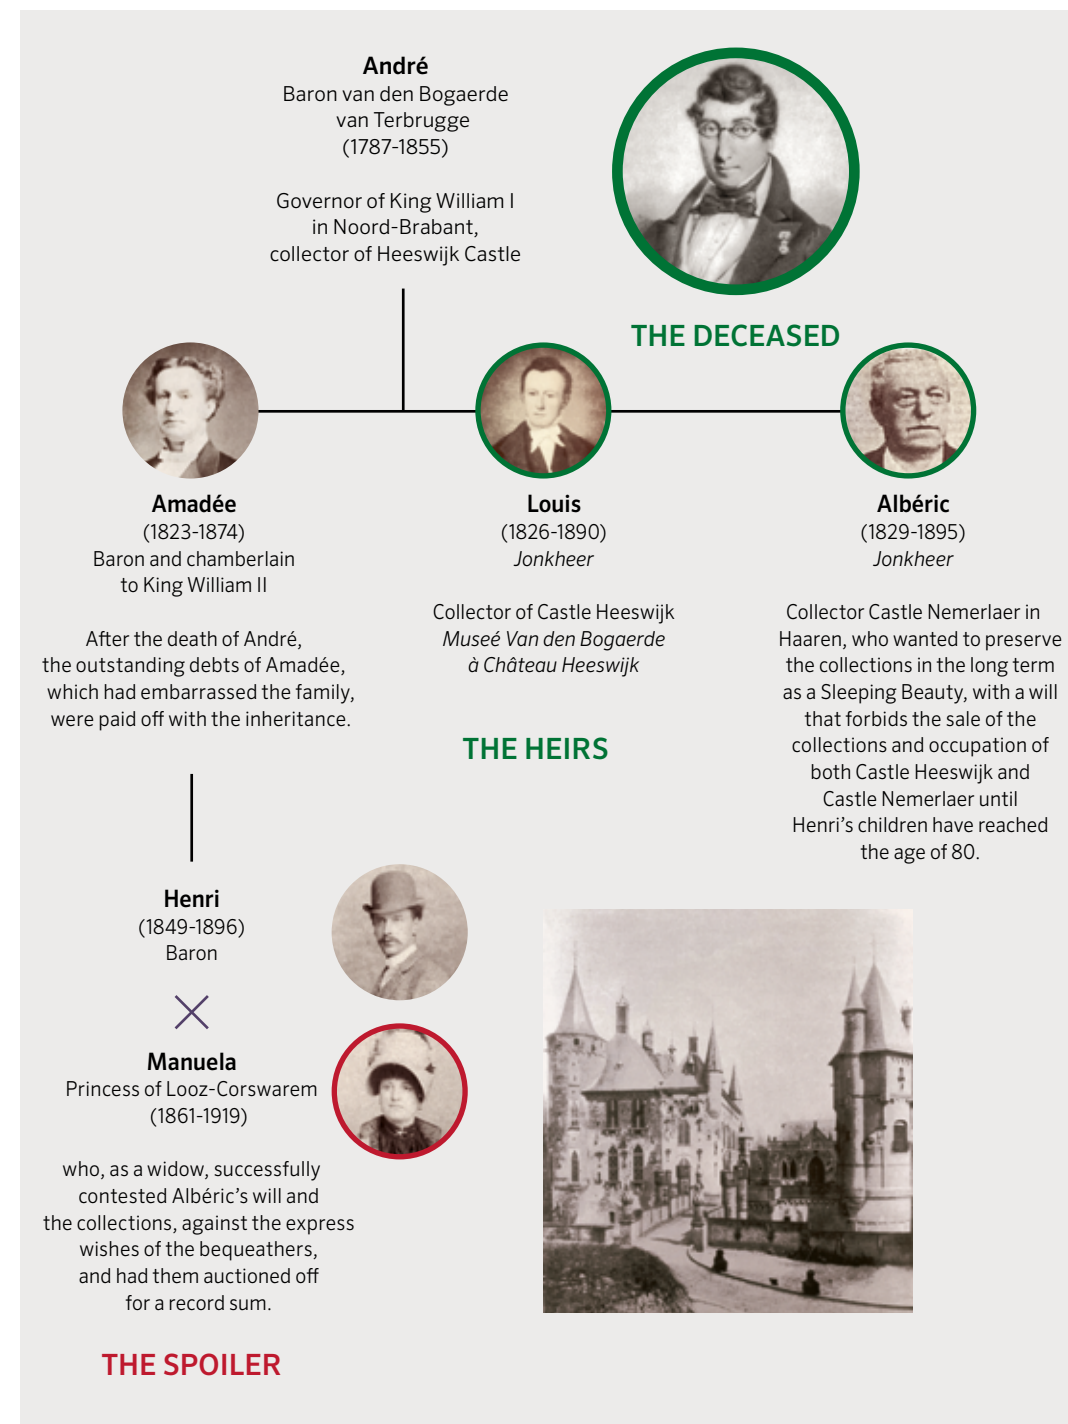 André
Baron van den Bogaerde
van Terbrugge
(1787-1855)
Governor of King William I
in Noord-Brabant,
collector of Heeswijk Castle
THE DECEASED
Amadée
(1823-1874)
Baron and chamberlain
to King William II
After the death of André,
the outstanding debts of Amadée,
which had embarrassed the family,
were paid off with the inheritance.
Louis
(1826-1890)
Jonkheer
Collector of Castle Heeswijk
Museé Van den Bogaerde
à Château Heeswijk
Albéric
(1829-1895)
Jonkheer
Collector Castle Nemerlaer in
Haaren, who wanted to preserve
the collections in the long term
as a Sleeping Beauty, with a will
that forbids the sale of the
collections and occupation of
both Castle Heeswijk and
Castle Nemerlaer until
Henri’s children have reached
the age of 80.
THE HEIRS
Henri
(1849-1896)
Baron
Manuela
Princess of Looz-Corswarem
(1861-1919)
who, as a widow, successfully
contested Albéric’s will and
the collections, against the express
wishes of the bequeathers,
and had them auctioned off
for a record sum.
THE SPOILER